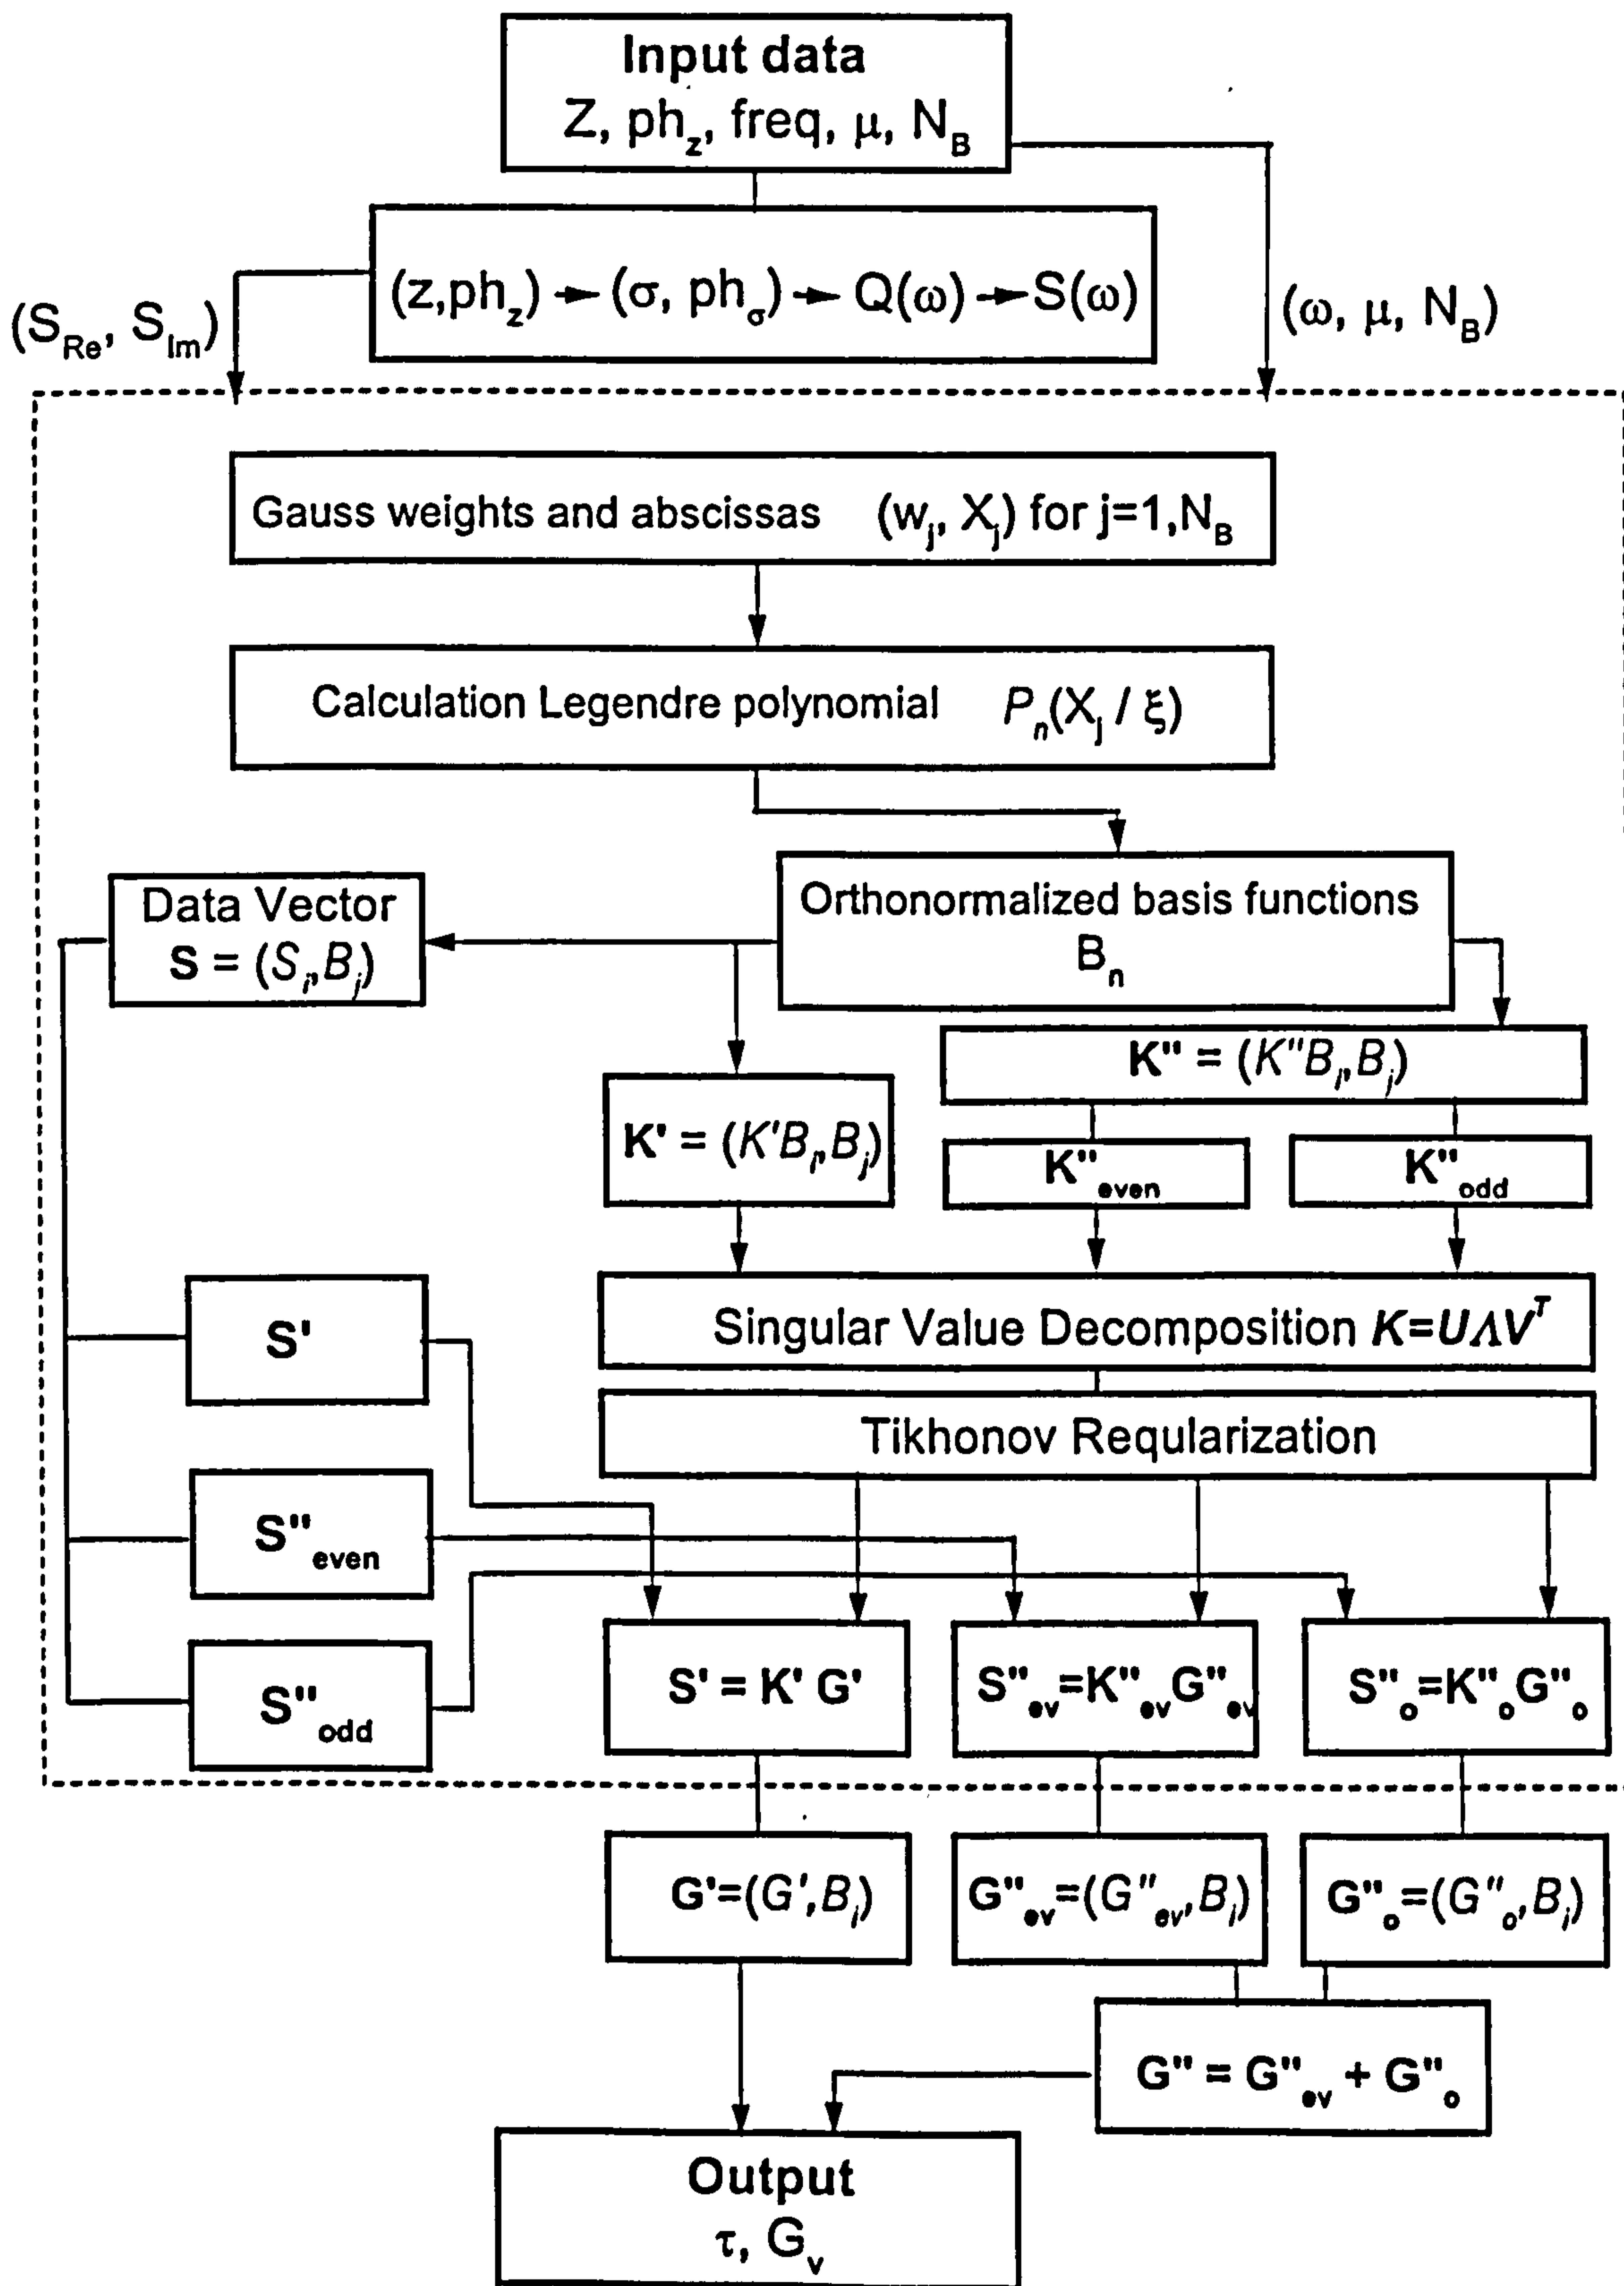 Input data
Z, ph_z, freq, μ, N_B
(z,ph_z) → (σ, ph_σ) → Q(ω) → S(ω)
(S_Re, S_Im)
(ω, μ, N_B)
Gauss weights and abscissas (w_j, X_j) for j=1,N_B
Calculation Legendre polynomial P_n(X_j / ξ)
Orthonormalized basis functions
B_n
Data Vector
S = (S_i, B_j)
K'' = (K''B_i, B_j)
K' = (K'B_i, B_j)
K''_even
K''_odd
Singular Value Decomposition K=UΛV^T
Tikhonov Reqularization
S'
S''_even
S''_odd
S' = K' G'
S''_ev=K''_ev G''_ev
S''_o=K''_o G''_o
G'=(G',B_i)
G''_ev=(G''_ev,B_i)
G''_o=(G''_o,B_i)
G'' = G''_ev + G''_o
Output
τ, G_v